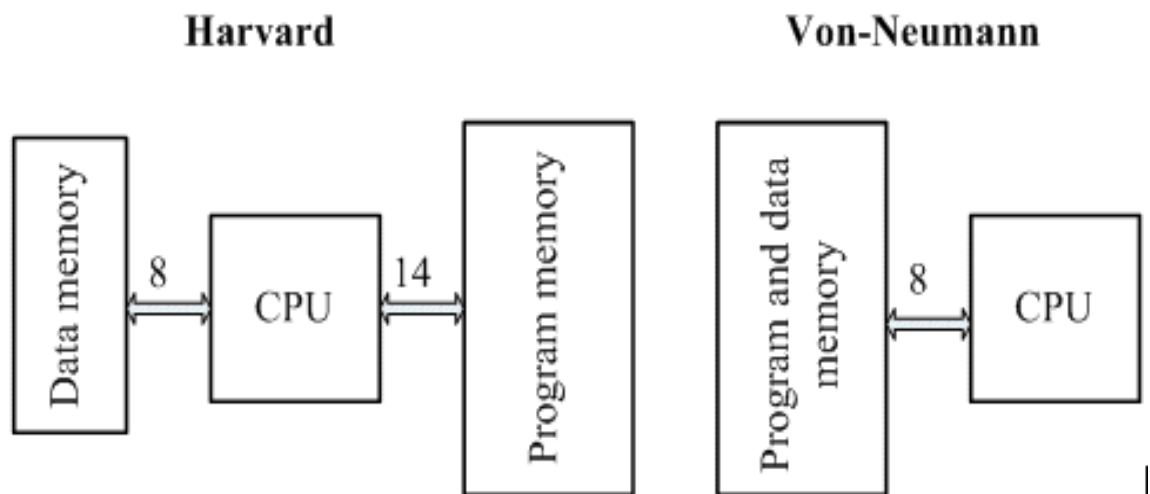 Harvard
Von-Neumann
Data memory
8
CPU
14
Program memory
Program and data
memory
8
CPU